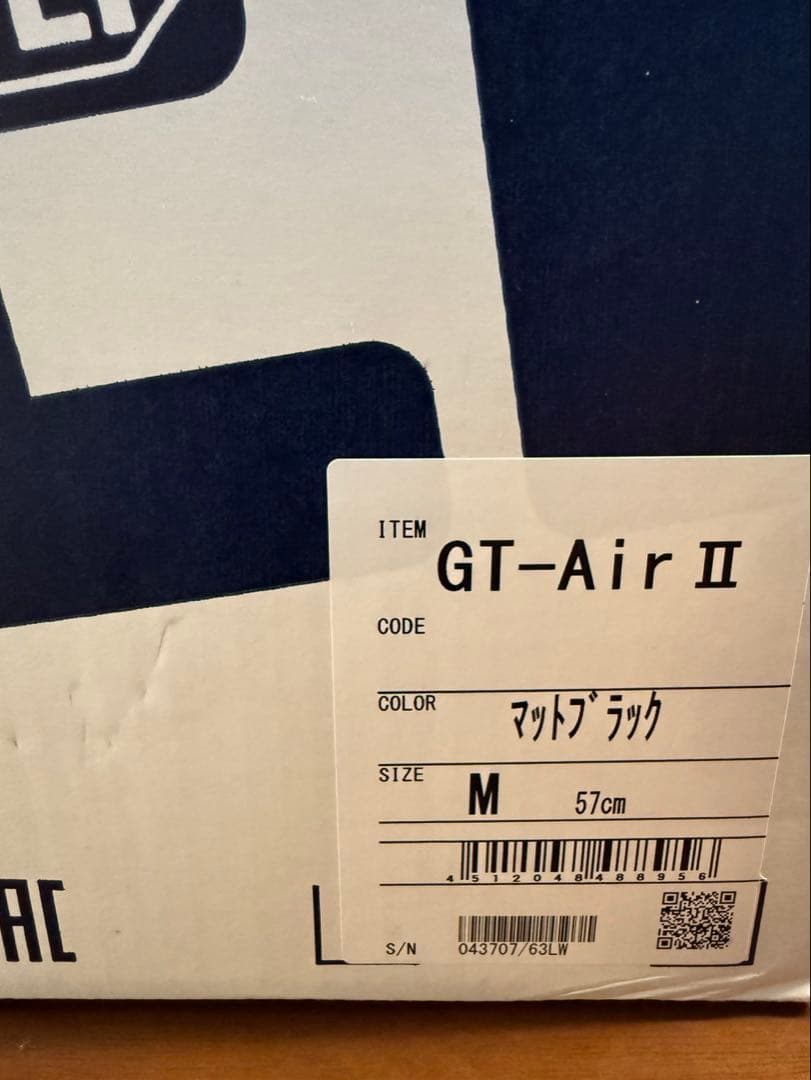 ITEM
GT-Air Ⅱ
CODE
COLOR
ﾏｯﾄﾌﾞﾗｯｸ
SIZE
M 57cm
4512048488956
S/N 043707/63LW